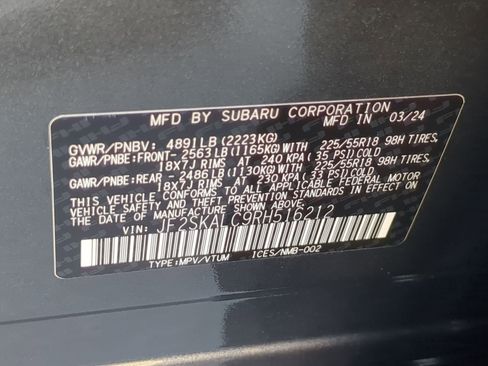 MFD BY SUBARU CORPORATION MFD IN 03/24
GVWR/PNBV: 4891LB (2223KG)
GAWR/PNBE: FRONT- 2563LB(1165KG)WITH 225/55R18 98H TIRES,
18X7J RIMS AT 240 KPA(35 PSI)COLD
GAWR/PNBE: REAR - 2486LB(1130KG)WITH 225/55R18 98H TIRES,
18X7J RIMS AT 230 KPA(33 PSI)COLD
THIS VEHICLE CONFORMS TO ALL APPLICABLE FEDERAL MOTOR
VEHICLE SAFETY
THEFT PREVENTION STANDARDS IN EFFECT ON THE DATE OF
MANUFACTURE SHOWN ABOVE.
VIN: JF2SKALC9RH516212
TYPE:MPV/VTUM ICES/NMB-002